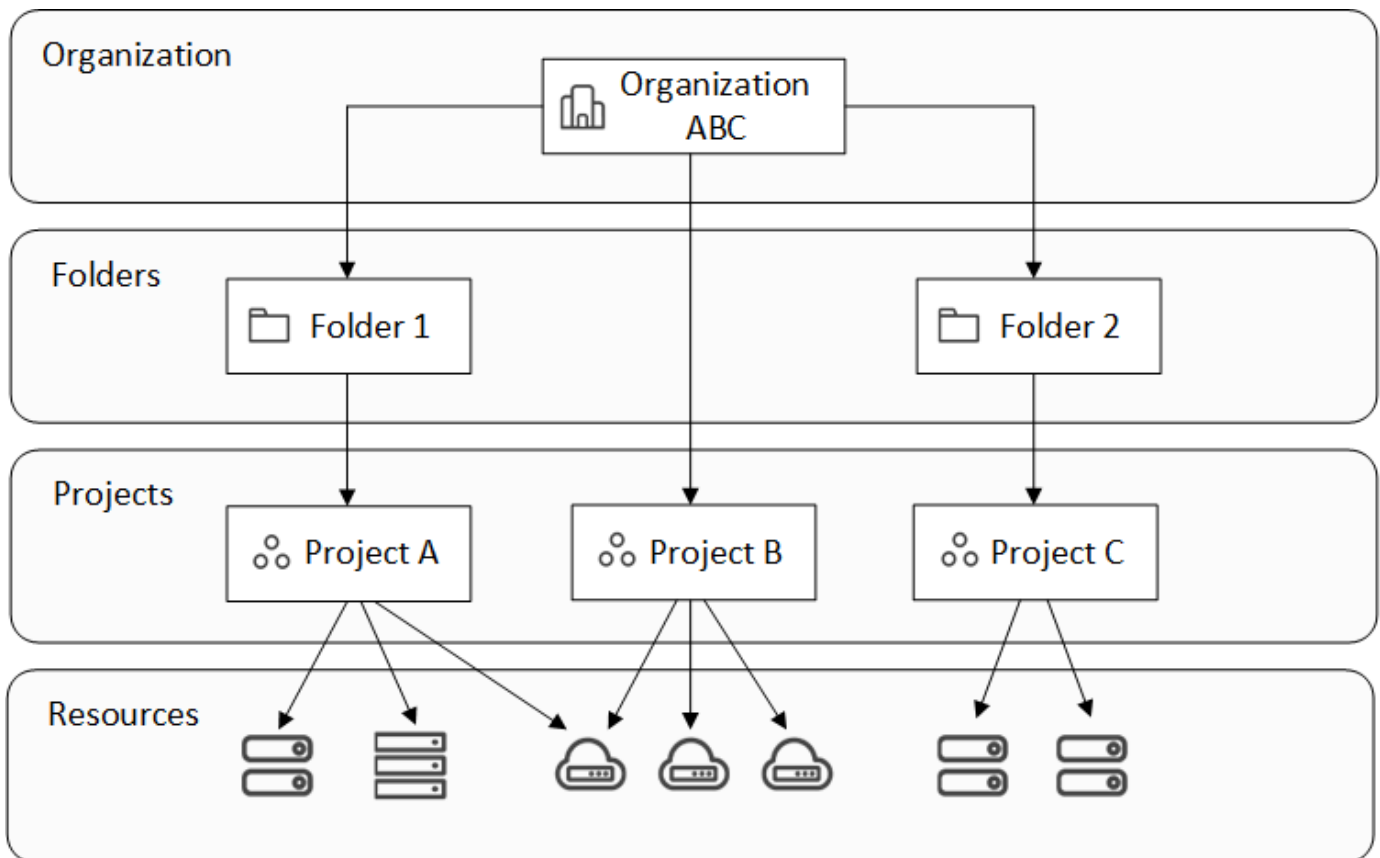 Organization
Organization
ABC
Folders
Folder 1
Folder 2
Projects
Project A
Project B
Project C
Resources